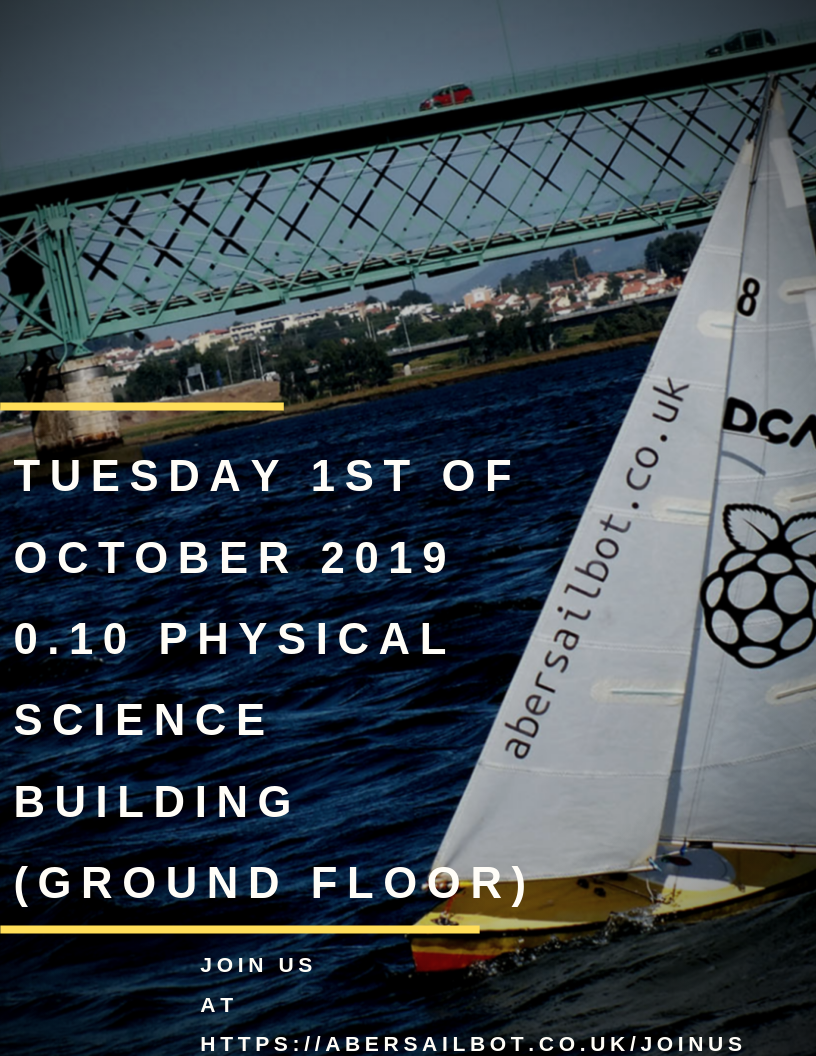 TUESDAY 1ST OF
OCTOBER 2019
0.10 PHYSICAL
SCIENCE
BUILDING
(GROUND FLOOR)
JOIN US
AT
HTTPS://ABERSAILBOT.CO.UK/JOINUS
abersailbot.co.uk
8